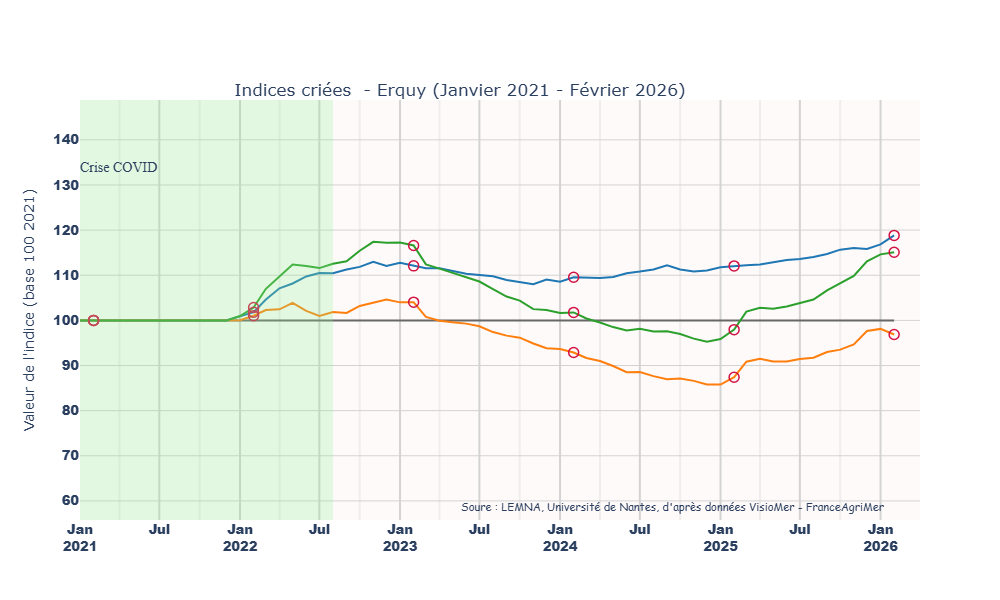 Indices criées  - Erquy (Janvier 2021 - Février 2026)
Valeur de l'indice (base 100 2021)
140
130
120
110
100
90
80
70
60
Crise COVID
Soure : LEMNA, Université de Nantes, d'après données VisioMer - FranceAgriMer
Jan Jul Jan Jul Jan Jul Jan Jul Jan Jul Jan
2021 2022 2023 2024 2025 2026